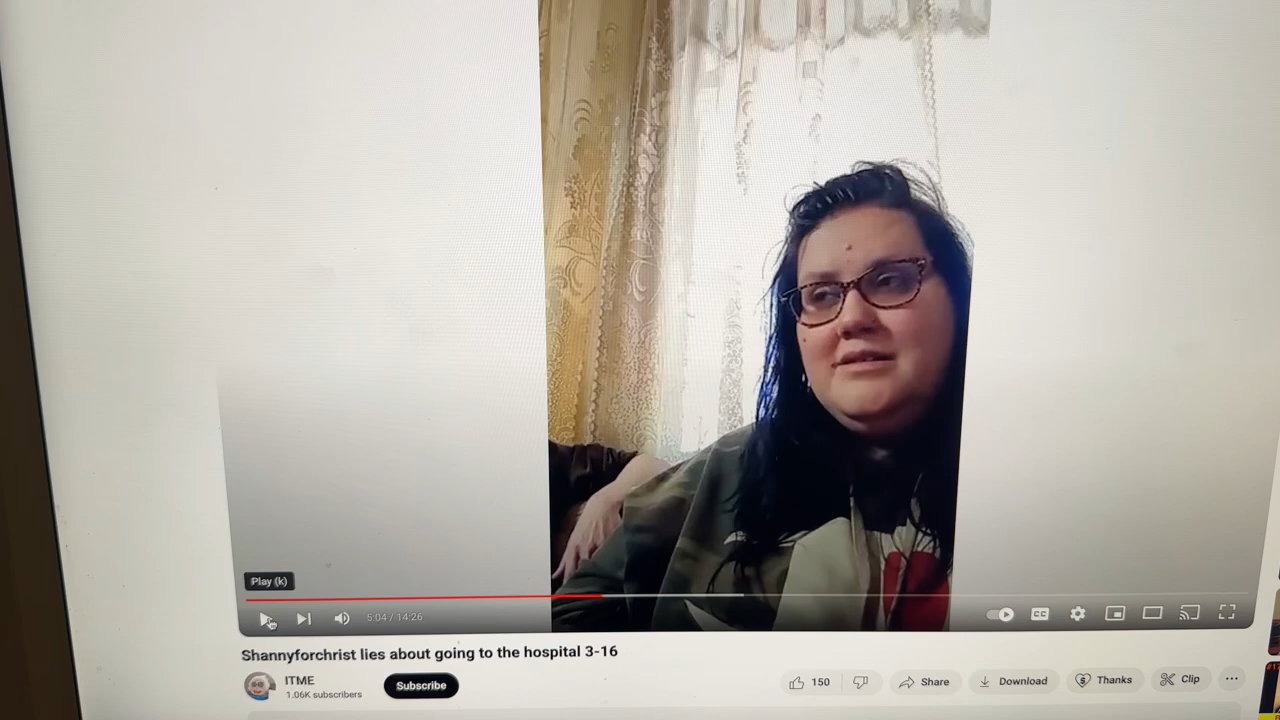 Play (k)
5:04 / 14:26
CC
Shannyforchrist lies about going to the hospital 3-16
ITME
1.06K subscribers
Subscribe
150
Share
Download
Thanks
Clip